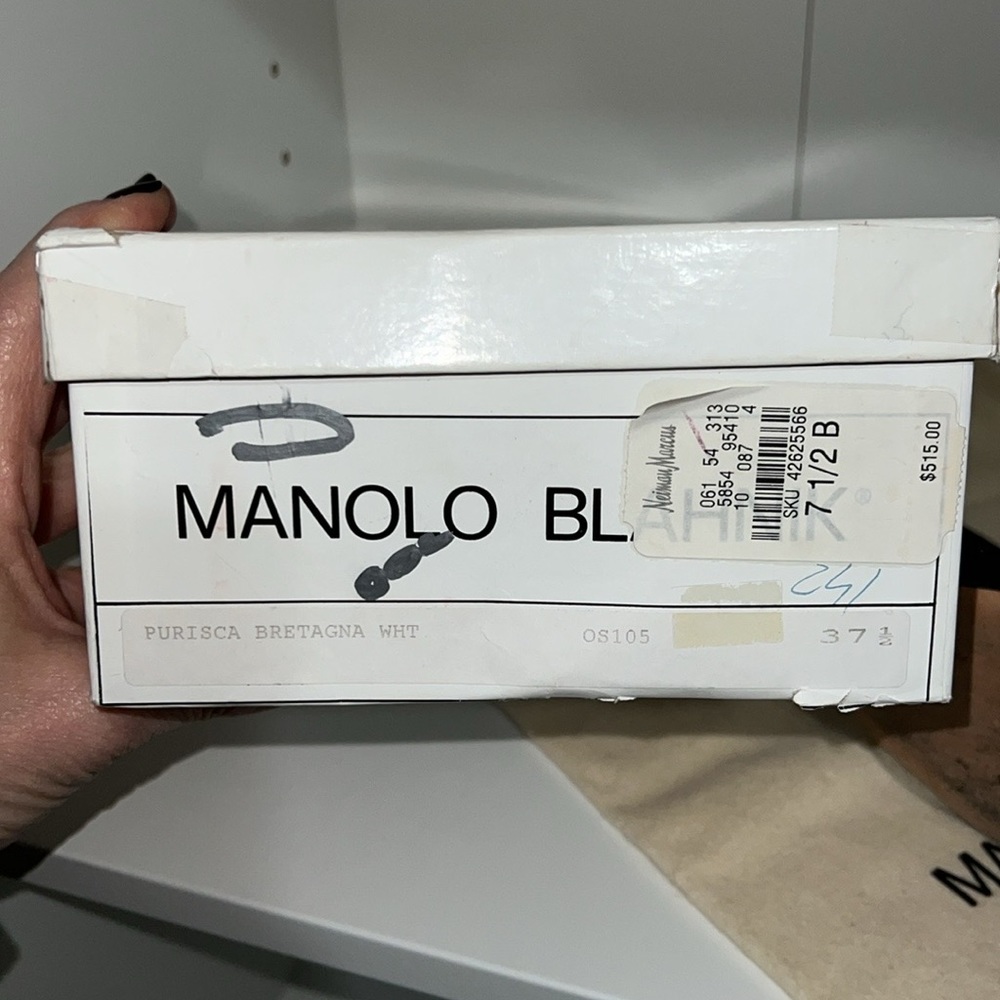 MANOLO BLAHNIK®
Neiman Marcus
061 54 313
5854 95410
10 087 4
SKU 42625566
7 1/2 B
$515.00
PURISCA BRETAGNA WHT OS105 37 1/2
MA